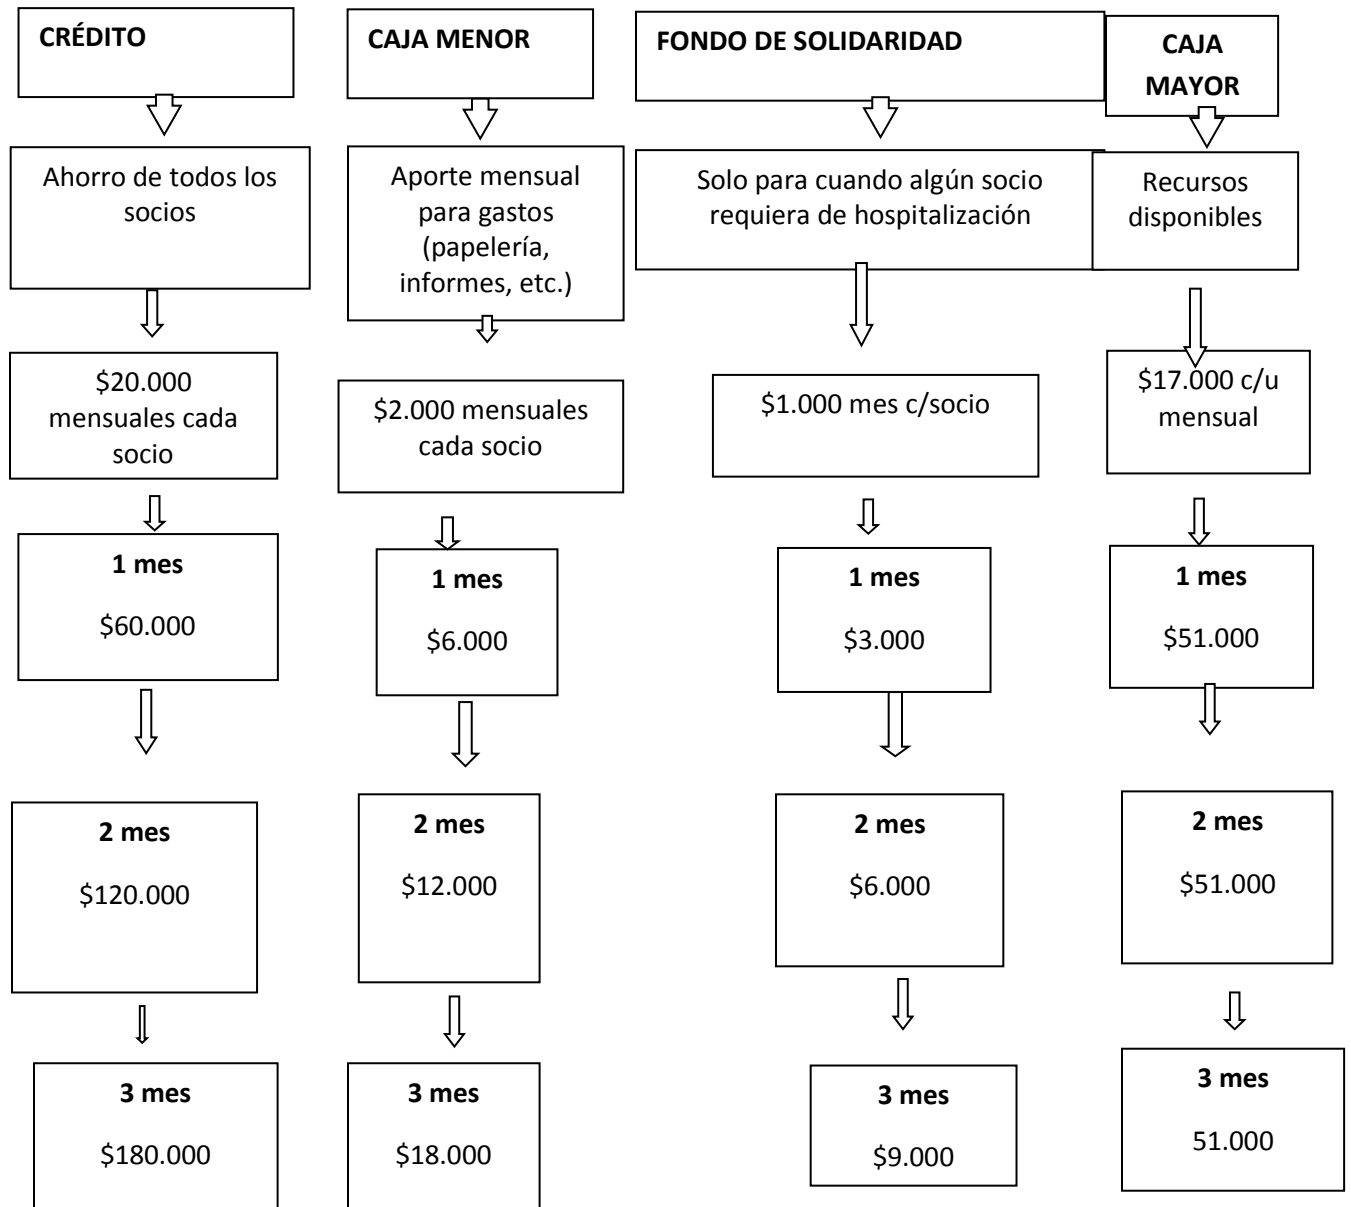 CRÉDITO
Ahorro de todos los
socios
$20.000
mensuales cada
socio
1 mes
$60.000
2 mes
$120.000
3 mes
$180.000
CAJA MENOR
Aporte mensual
para gastos
(papelería,
informes, etc.)
$2.000 mensuales
cada socio
1 mes
$6.000
2 mes
$12.000
3 mes
$18.000
FONDO DE SOLIDARIDAD
Solo para cuando algún socio
requiera de hospitalización
$1.000 mes c/socio
1 mes
$3.000
2 mes
$6.000
3 mes
$9.000
CAJA
MAYOR
Recursos
disponibles
$17.000 c/u
mensual
1 mes
$51.000
2 mes
$51.000
3 mes
51.000